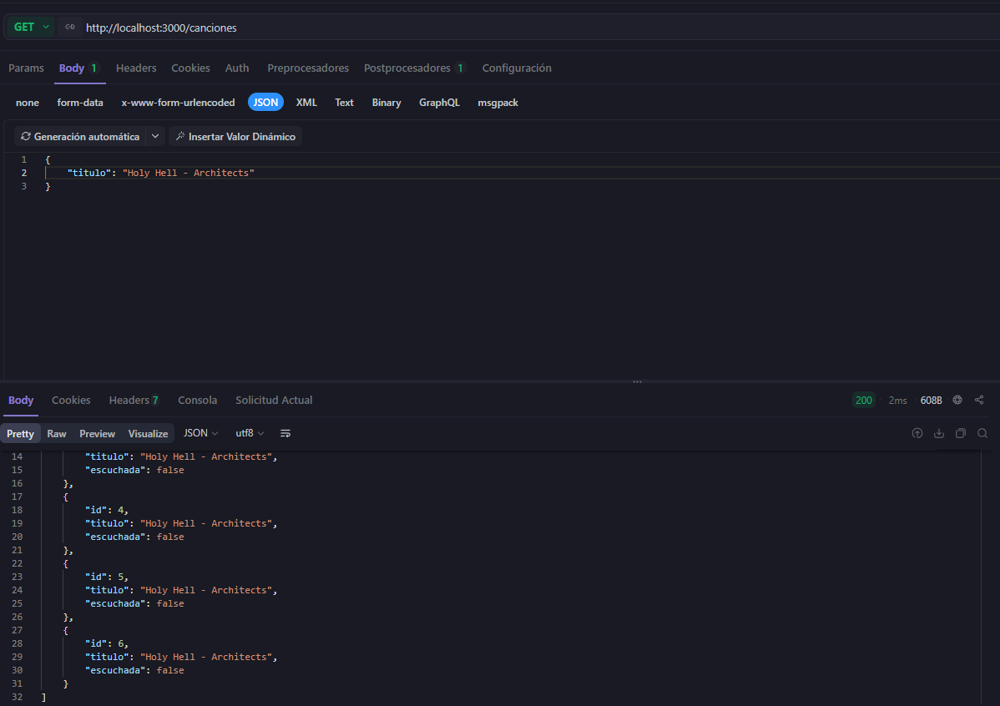 GET http://localhost:3000/canciones
Params Body 1 Headers Cookies Auth Preprocesadores Postprocesadores 1 Configuración
none form-data x-www-form-urlencoded JSON XML Text Binary GraphQL msgpack
Generación automática Insertar Valor Dinámico
1 {
2 "titulo": "Holy Hell - Architects"
3 }
Body Cookies Headers 7 Consola Solicitud Actual 200 2ms 608B
Pretty Raw Preview Visualize JSON utf8
14 "titulo": "Holy Hell - Architects",
15 "escuchada": false
16 },
17 {
18 "id": 4,
19 "titulo": "Holy Hell - Architects",
20 "escuchada": false
21 },
22 {
23 "id": 5,
24 "titulo": "Holy Hell - Architects",
25 "escuchada": false
26 },
27 {
28 "id": 6,
29 "titulo": "Holy Hell - Architects",
30 "escuchada": false
31 }
32 ]